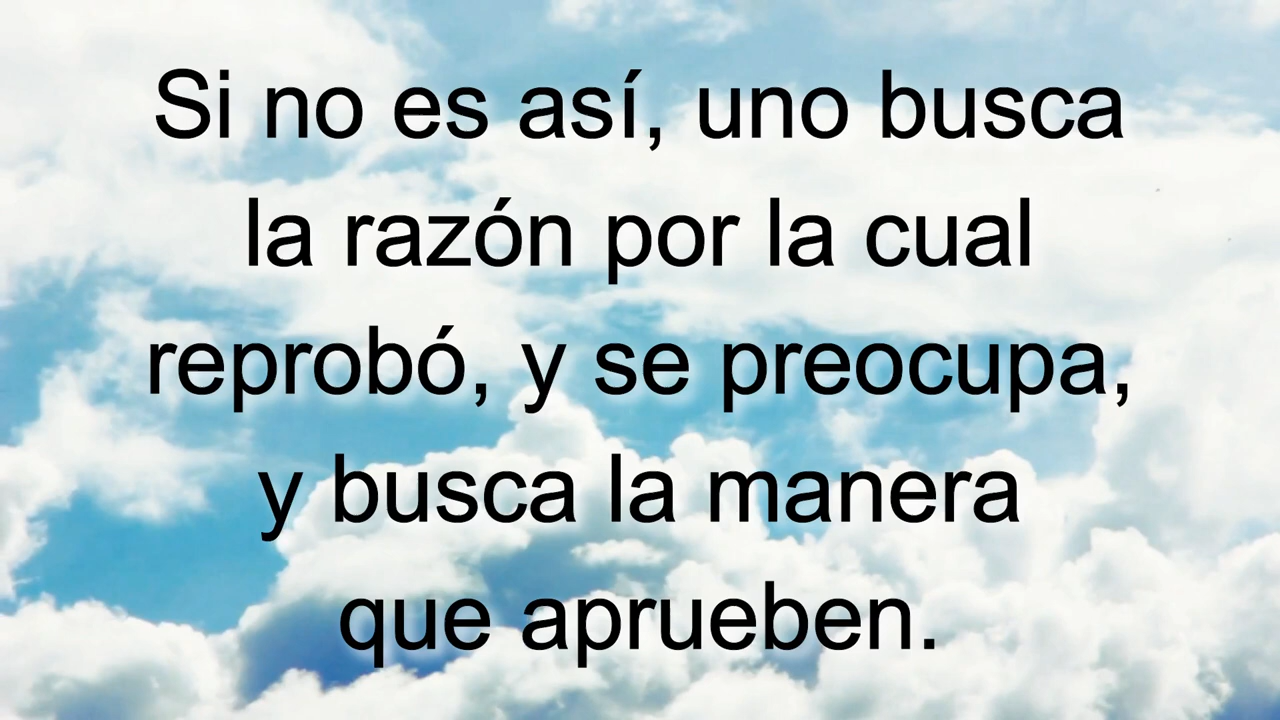 Si no es así, uno busca
la razón por la cual
reprobó, y se preocupa,
y busca la manera
que aprueben.